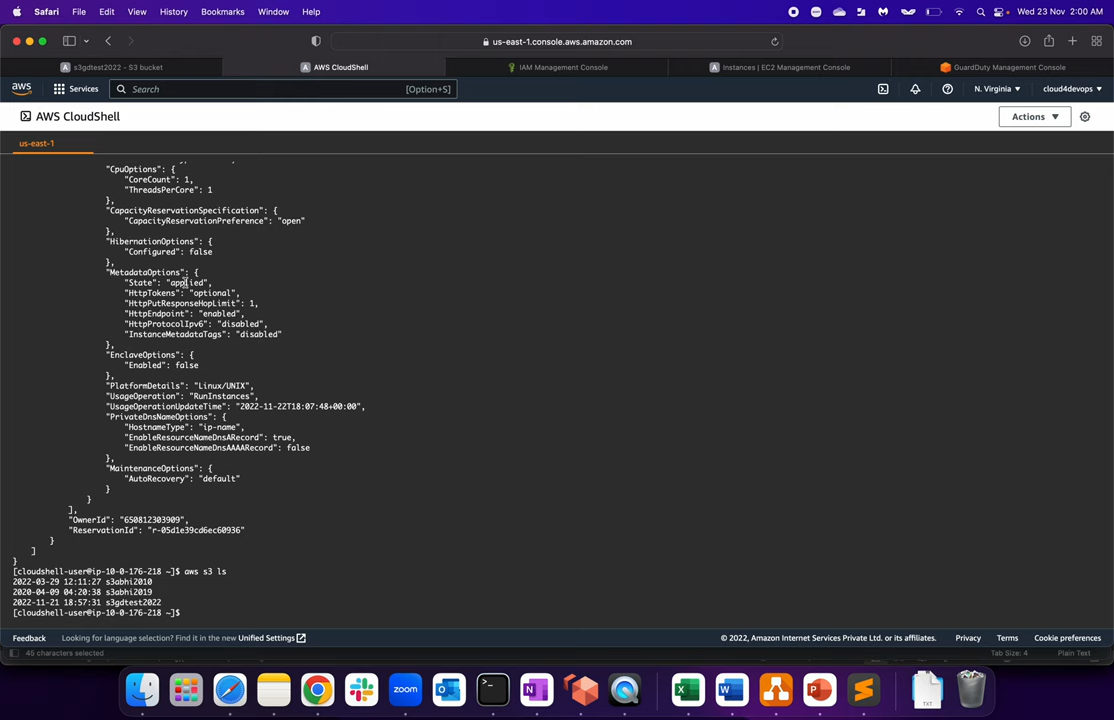 Safari File Edit View History Bookmarks Window Help Wed 23 Nov 2:00 AM
us-east-1.console.aws.amazon.com
s3gdtest2022 - S3 bucket AWS CloudShell IAM Management Console Instances | EC2 Management Console GuardDuty Management Console
aws Services Search [Option+S] N. Virginia cloud4devops
AWS CloudShell Actions
us-east-1
"CpuOptions": {
"CoreCount": 1,
"ThreadsPerCore": 1
},
"CapacityReservationSpecification": {
"CapacityReservationPreference": "open"
},
"HibernationOptions": {
"Configured": false
},
"MetadataOptions": {
"State": "applied",
"HttpTokens": "optional",
"HttpPutResponseHopLimit": 1,
"HttpEndpoint": "enabled",
"HttpProtocolIpv6": "disabled",
"InstanceMetadataTags": "disabled"
},
"EnclaveOptions": {
"Enabled": false
},
"PlatformDetails": "Linux/UNIX",
"UsageOperation": "RunInstances",
"UsageOperationUpdateTime": "2022-11-22T18:07:48+00:00",
"PrivateDnsNameOptions": {
"HostnameType": "ip-name",
"EnableResourceNameDnsARecord": true,
"EnableResourceNameDnsAAAARecord": false
},
"MaintenanceOptions": {
"AutoRecovery": "default"
}
}
],
"OwnerId": "650812303909",
"ReservationId": "r-05d1e39cd6ec60936"
}
]
}
[cloudshell-user@ip-10-0-176-218 ~]$ aws s3 ls
2022-03-29 12:11:27 s3abhi2010
2020-04-09 04:20:38 s3abhi2019
2022-11-21 18:57:31 s3gdtest2022
[cloudshell-user@ip-10-0-176-218 ~]$
Feedback Looking for language selection? Find it in the new Unified Settings © 2022, Amazon Internet Services Private Ltd. or its affiliates. Privacy Terms Cookie preferences
45 characters selected Tab Size: 4 Plain Text
zoom
TXT